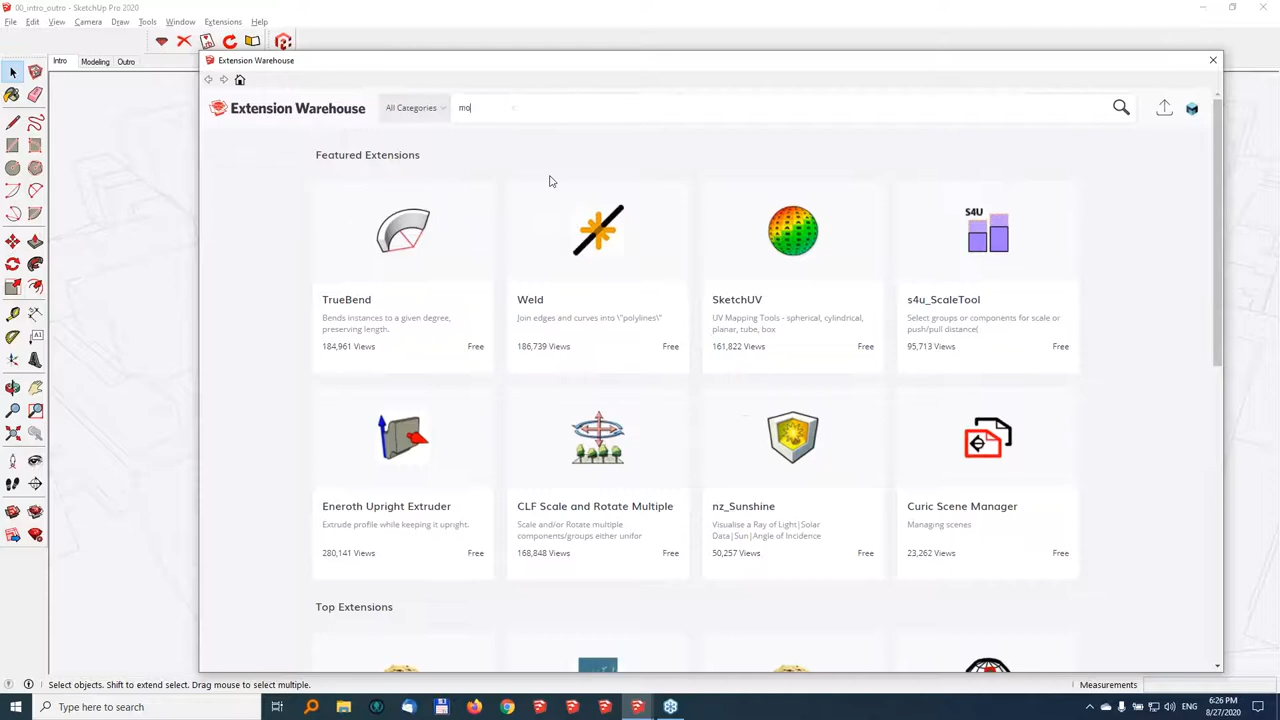 00_intro_outro - SketchUp Pro 2020
File Edit View Camera Draw Tools Window Extensions Help
Intro Modeling Outro
Extension Warehouse
Extension Warehouse All Categories mo
Featured Extensions
S4U
TrueBend Weld SketchUV s4u_ScaleTool
Bends instances to a given degree, Join edges and curves into \"polylines\" UV Mapping Tools - spherical, cylindrical, Select groups or components for scale or
preserving length. planar, tube, box push/pull distance(
184,961 Views Free 186,739 Views Free 161,822 Views Free 95,713 Views Free
AI
Eneroth Upright Extruder CLF Scale and Rotate Multiple nz_Sunshine Curic Scene Manager
Extrude profile while keeping it upright. Scale and/or Rotate multiple Visualise a Ray of Light|Solar Managing scenes
components/groups either unifor Data|Sun|Angle of Incidence
280,141 Views Free 168,848 Views Free 50,257 Views Free 23,262 Views Free
Top Extensions
Select objects. Shift to extend select. Drag mouse to select multiple. Measurements
Type here to search 6:26 PM
8/27/2020